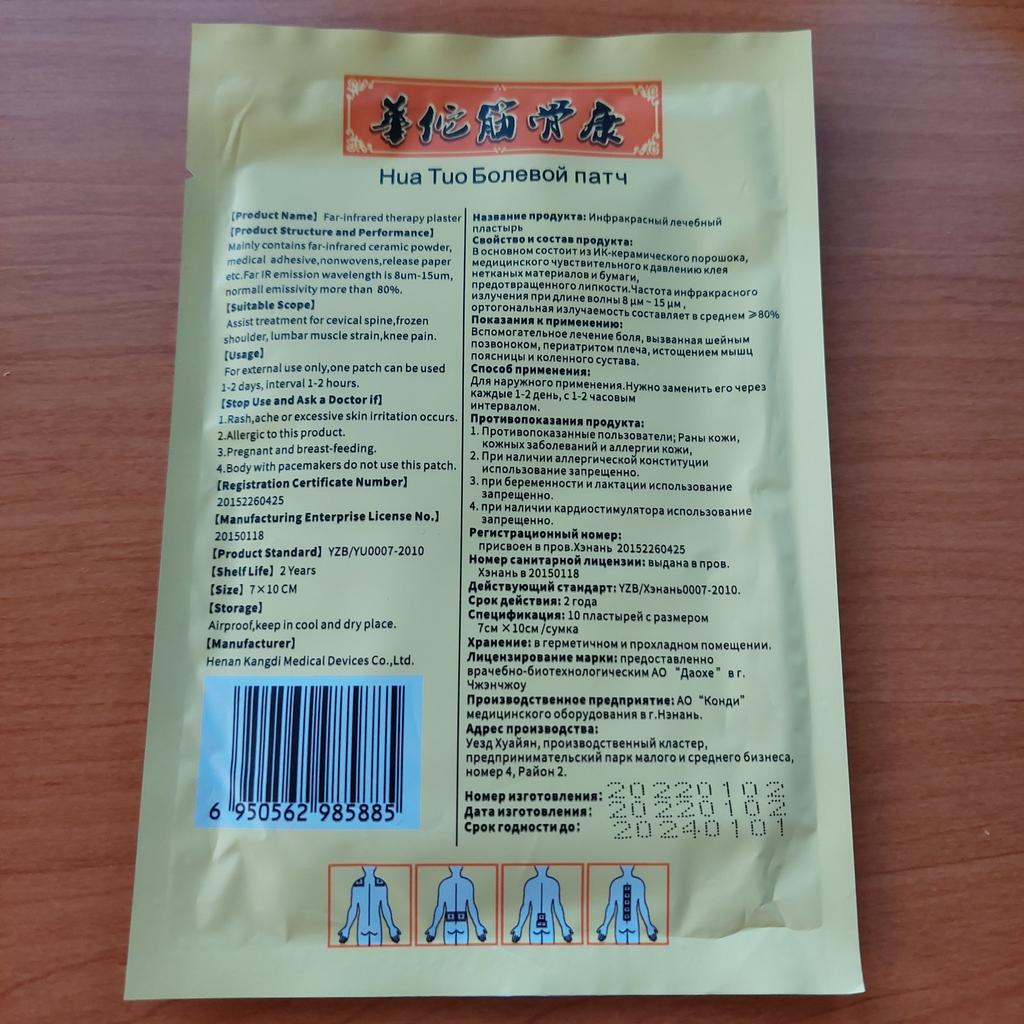 華佗筋骨康
Hua Tuo Болевой патч
【Product Name】 Far-infrared therapy plaster
【Product Structure and Performance】
Mainly contains far-infrared ceramic powder,
medical adhesive,nonwovens,release paper
etc.Far IR emission wavelength is 8um-15um,
normall emissivity more than 80%.
【Suitable Scope】
Assist treatment for cevical spine,frozen
shoulder, lumbar muscle strain,knee pain.
【Usage】
For external use only,one patch can be used
1-2 days, interval 1-2 hours.
【Stop Use and Ask a Doctor if】
1.Rash,ache or excessive skin irritation occurs.
2.Allergic to this product.
3.Pregnant and breast-feeding.
4.Body with pacemakers do not use this patch.
【Registration Certificate Number】
20152260425
【Manufacturing Enterprise License No.】
20150118
【Product Standard】 YZB/YU0007-2010
【Shelf Life】 2 Years
【Size】 7×10 CM
【Storage】
Airproof,keep in cool and dry place.
【Manufacturer】
Henan Kangdi Medical Devices Co.,Ltd.
6 950562 985885
Название продукта: Инфракрасный лечебный
пластырь
Свойство и состав продукта:
В основном состоит из ИК-керамического порошока,
медицинского чувствительного к давлению клея
нетканых материалов и бумаги,
предотвращенного липкости.Частота инфракрасного
излучения при длине волны 8 μм ~ 15 μм ,
ортогональная излучаемость составляет в среднем ⩾80%
Показания к применению:
Вспомогательное лечение боля, вызванная шейным
позвоноком, периатритом плеча, истощением мышц
поясницы и коленного сустава.
Способ применения:
Для наружного применения.Нужно заменить его через
каждые 1-2 день, с 1-2 часовым
интервалом.
Противопоказания продукта:
1. Противопоказанные пользователи; Раны кожи,
кожных заболеваний и аллергии кожи,
2. При наличии аллергической конституции
использование запрещено.
3. при беременности и лактации использование
запрещено.
4. при наличии кардиостимулятора использование
запрещено.
Регистрационный номер:
присвоен в пров.Хэнань 20152260425
Номер санитарной лицензии: выдана в пров.
Хэнань в 20150118
Действующий стандарт: YZB/Хэнань0007-2010.
Срок действия: 2 года
Спецификация: 10 пластырей с размером
7см ×10см /сумка
Хранение: в герметичном и прохладном помещении.
Лицензирование марки: предоставленно
врачебно-биотехнологическим АО “Даохе” в г.
Чжэнчжоу
Производственное предприятие: АО “Конди”
медицинского оборудования в г.Нэнань.
Адрес производства:
Уезд Хуайян, производственный кластер,
предпринимательский парк малого и среднего бизнеса,
номер 4, Район 2.
Номер изготовления: 20220102
Дата изготовления: 20220102
Срок годности до: 20240101